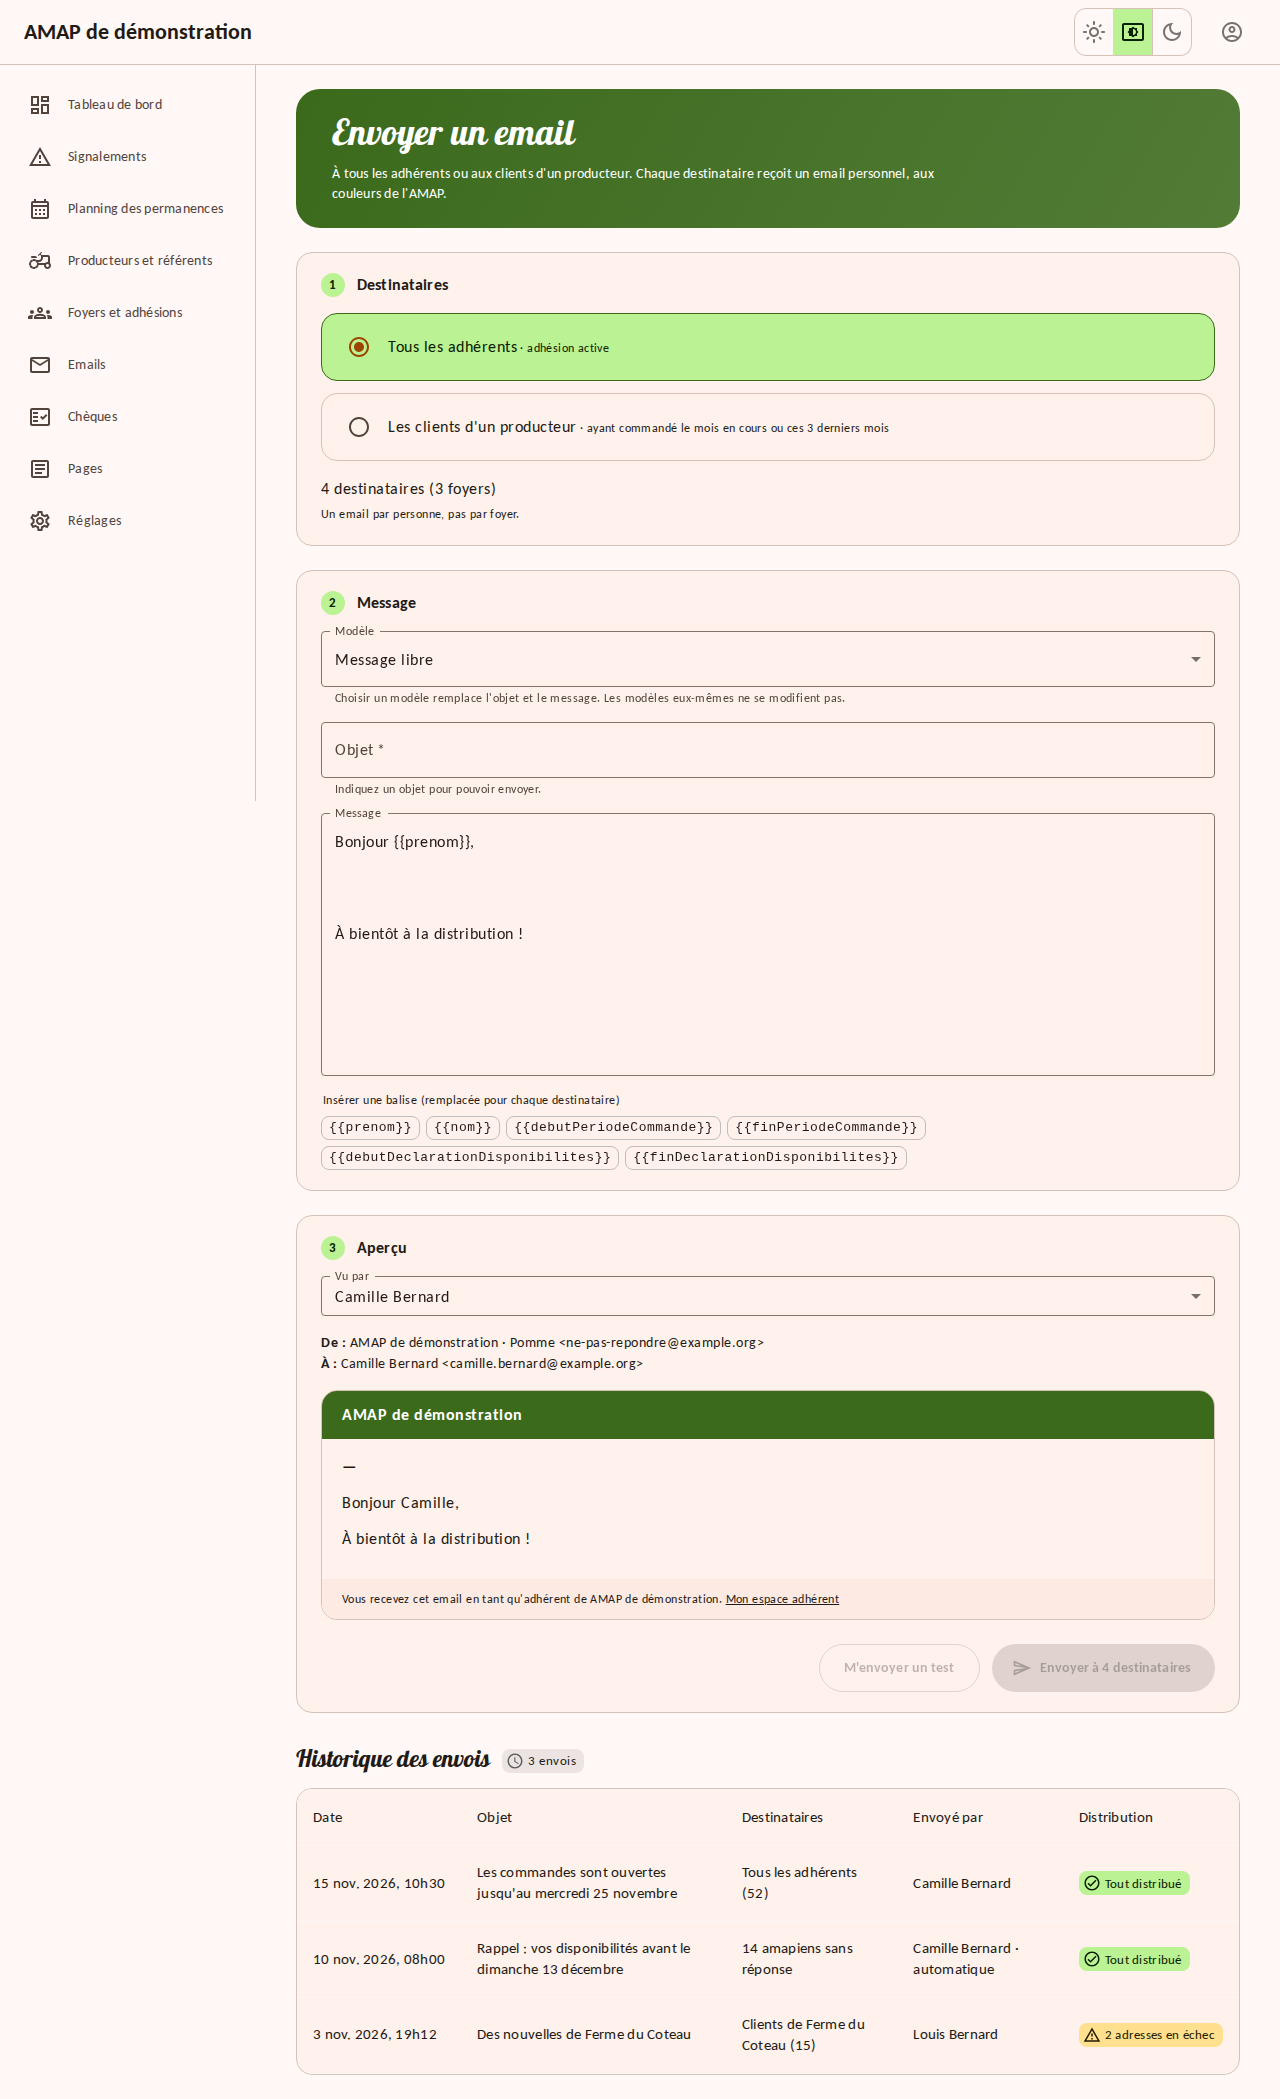 AMAP de démonstration
Tableau de bord
Signalements
Planning des permanences
Producteurs et référents
Foyers et adhésions
Emails
Chèques
Pages
Réglages
Envoyer un email
À tous les adhérents ou aux clients d'un producteur. Chaque destinataire reçoit un email personnel, aux
couleurs de l'AMAP.
1 Destinataires
Tous les adhérents · adhésion active
Les clients d'un producteur · ayant commandé le mois en cours ou ces 3 derniers mois
4 destinataires (3 foyers)
Un email par personne, pas par foyer.
2 Message
Modèle
Message libre
Choisir un modèle remplace l'objet et le message. Les modèles eux-mêmes ne se modifient pas.
Objet *
Indiquez un objet pour pouvoir envoyer.
Message
Bonjour {{prenom}},
À bientôt à la distribution !
Insérer une balise (remplacée pour chaque destinataire)
{{prenom}} {{nom}} {{debutPeriodeCommande}} {{finPeriodeCommande}}
{{debutDeclarationDisponibilites}} {{finDeclarationDisponibilites}}
3 Aperçu
Vu par
Camille Bernard
De : AMAP de démonstration · Pomme <ne-pas-repondre@example.org>
À : Camille Bernard <camille.bernard@example.org>
AMAP de démonstration
—
Bonjour Camille,
À bientôt à la distribution !
Vous recevez cet email en tant qu'adhérent de AMAP de démonstration. Mon espace adhérent
M'envoyer un test
Envoyer à 4 destinataires
Historique des envois 3 envois
Date Objet Destinataires Envoyé par Distribution
15 nov. 2026, 10h30 Les commandes sont ouvertes jusqu'au mercredi 25 novembre Tous les adhérents (52) Camille Bernard Tout distribué
10 nov. 2026, 08h00 Rappel : vos disponibilités avant le dimanche 13 décembre 14 amapiens sans réponse Camille Bernard · automatique Tout distribué
3 nov. 2026, 19h12 Des nouvelles de Ferme du Coteau Clients de Ferme du Coteau (15) Louis Bernard 2 adresses en échec